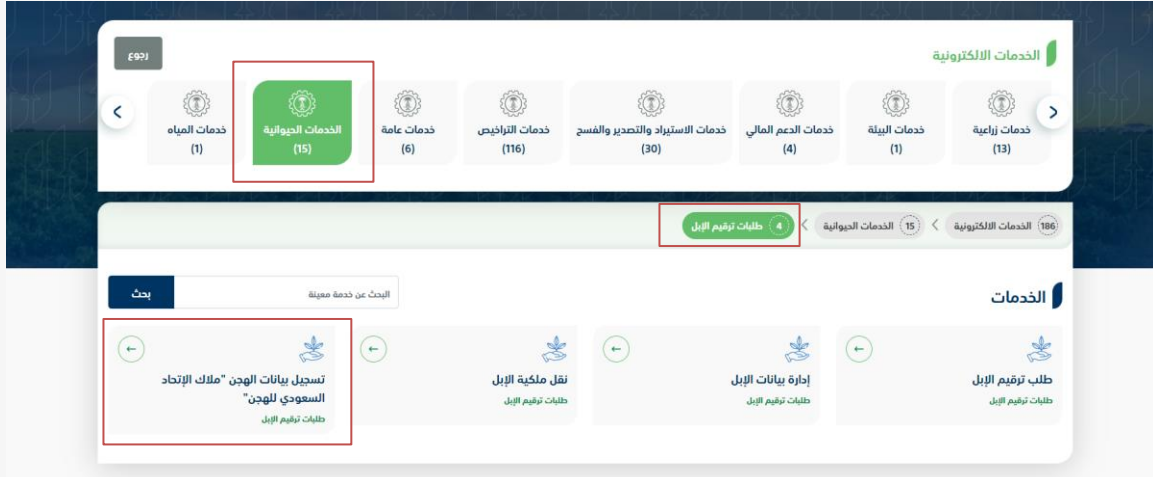 الخدمات الالكترونية
رجوع
خدمات زراعية
(13)
خدمات البيئة
(1)
خدمات الدعم المالي
(4)
خدمات الاستيراد والتصدير والفسح
(30)
خدمات التراخيص
(116)
خدمات عامة
(6)
الخدمات الحيوانية
(15)
خدمات المياه
(1)
186 الخدمات الالكترونية
15 الخدمات الحيوانية
4 طلبات ترقيم الإبل
الخدمات
البحث عن خدمة معينة
بحث
طلب ترقيم الإبل
طلبات ترقيم الإبل
إدارة بيانات الإبل
طلبات ترقيم الإبل
نقل ملكية الإبل
طلبات ترقيم الإبل
تسجيل بيانات الهجن "ملاك الإتحاد
السعودي للهجن"
طلبات ترقيم الإبل